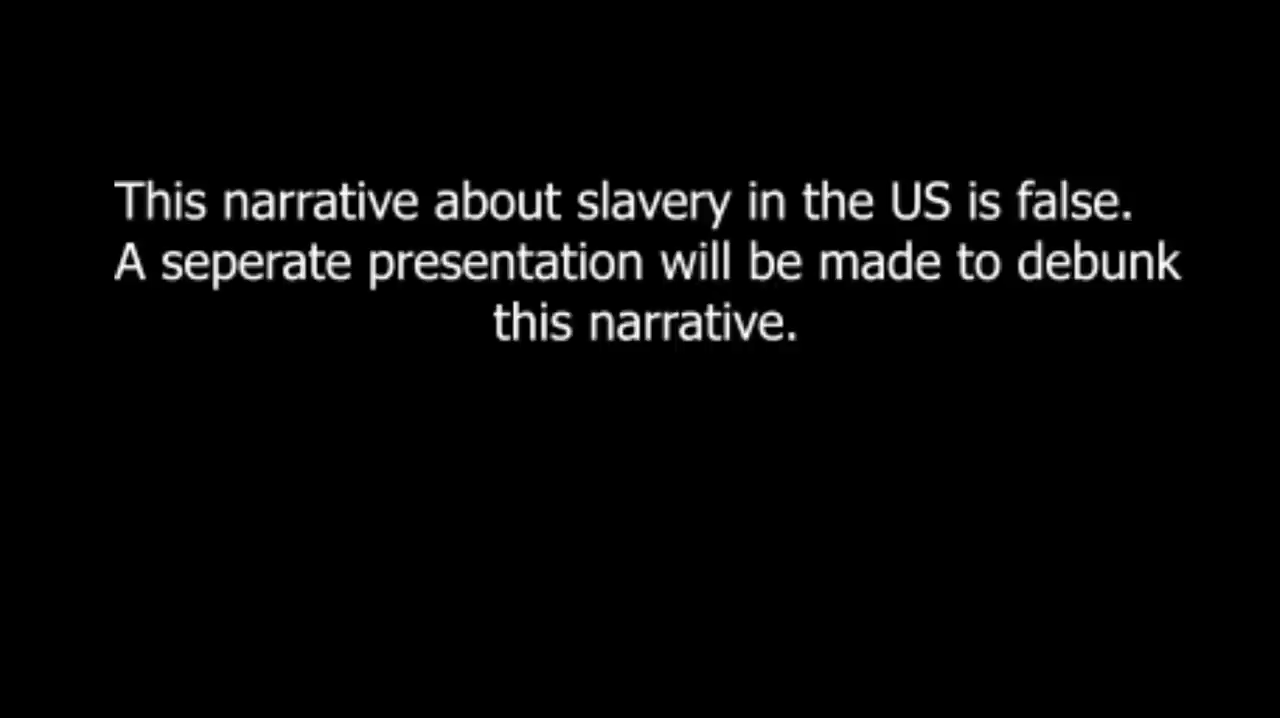 This narrative about slavery in the US is false.
A seperate presentation will be made to debunk
this narrative.